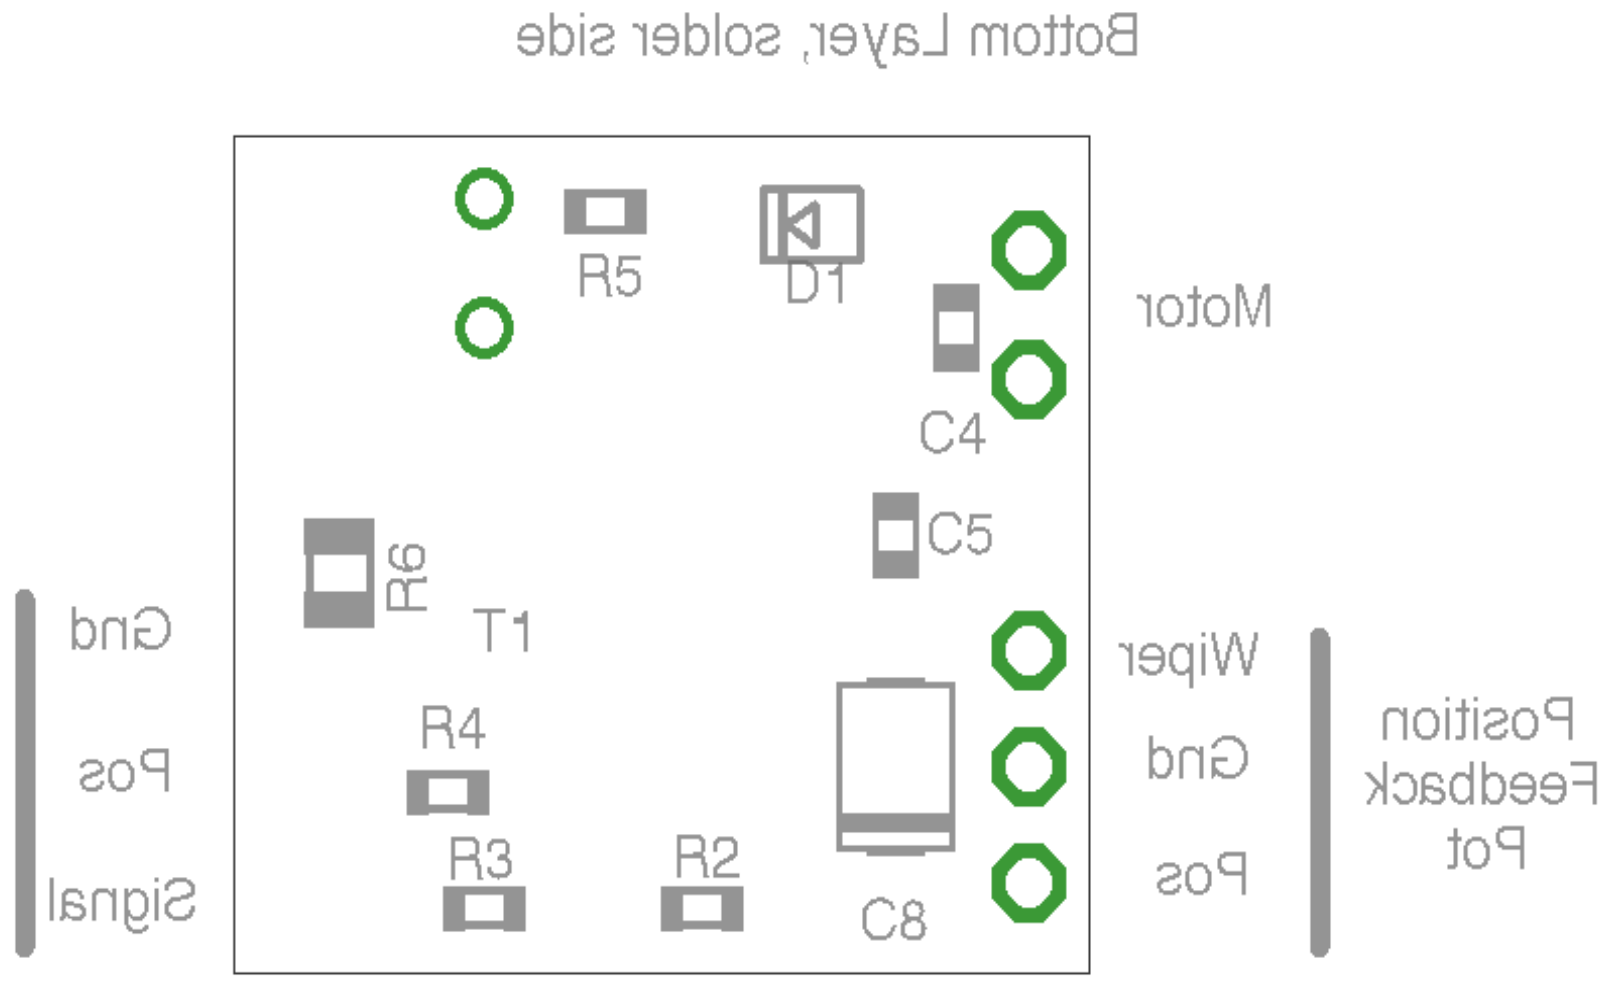 Bottom Layer, solder side
R5
D1
Motor
C4
C5
R6
T1
Gnd
Wiper
Position
Feedback
Pot
R4
Pos
Gnd
R3
R2
Signal
C8
Pos